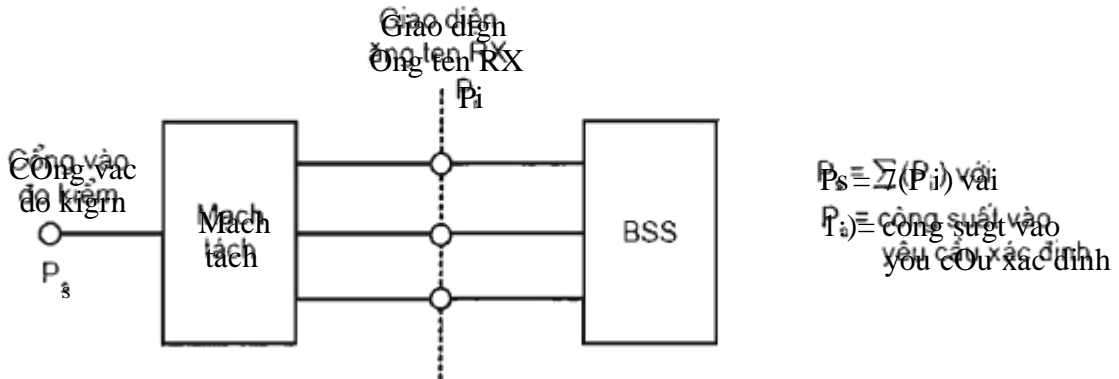 Giao diện
ăng ten RX
Pi
Cổng vào
đo kiểm
Ps
Mạch
tách
BSS
Ps = ∑(Pi) với
Ps = công suất vào
yêu cầu xác định